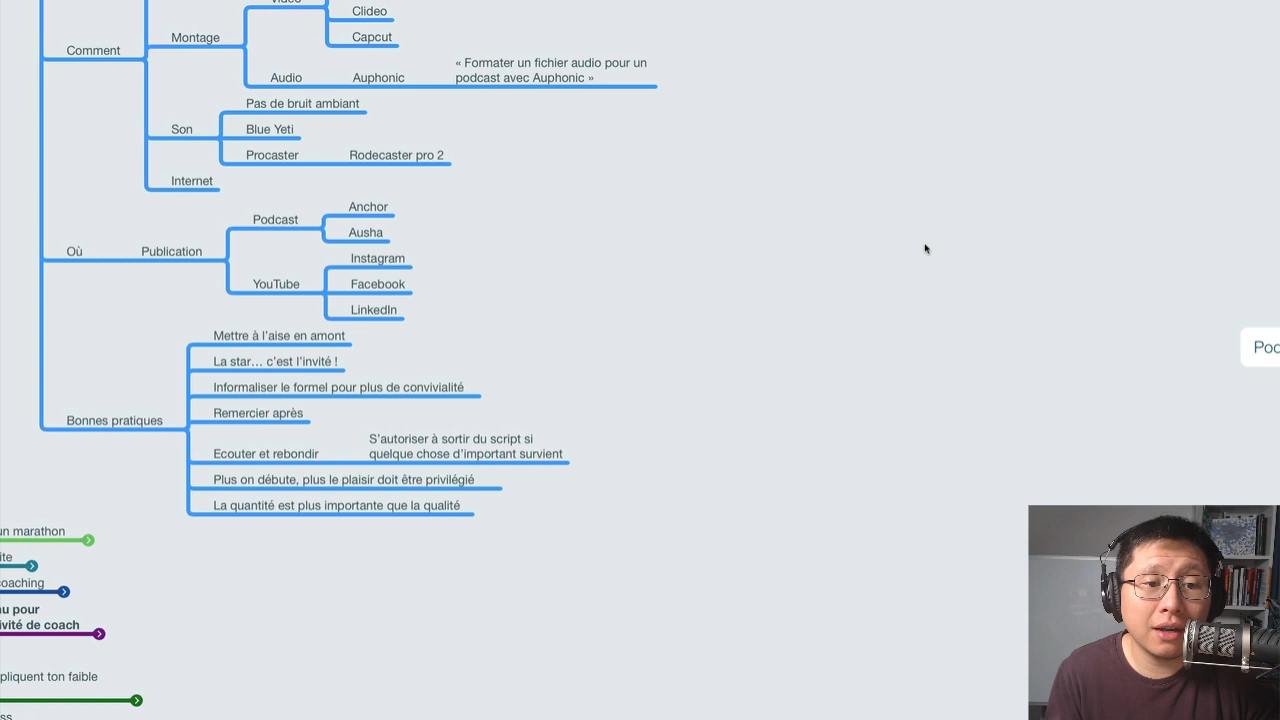 Vidéo
Clideo
Capcut
Comment
Montage
« Formater un fichier audio pour un
podcast avec Auphonic »
Audio
Auphonic
Pas de bruit ambiant
Son
Blue Yeti
Procaster
Rodecaster pro 2
Internet
Anchor
Podcast
Ausha
Où
Publication
Instagram
YouTube
Facebook
LinkedIn
Mettre à l'aise en amont
La star... c'est l'invité !
Informaliser le formel pour plus de convivialité
Remercier après
Bonnes pratiques
S'autoriser à sortir du script si
quelque chose d'important survient
Ecouter et rebondir
Plus on débute, plus le plaisir doit être privilégié
La quantité est plus importante que la qualité
un marathon
ite
coaching
u pour
ivité de coach
pliquent ton faible
ss
Pod